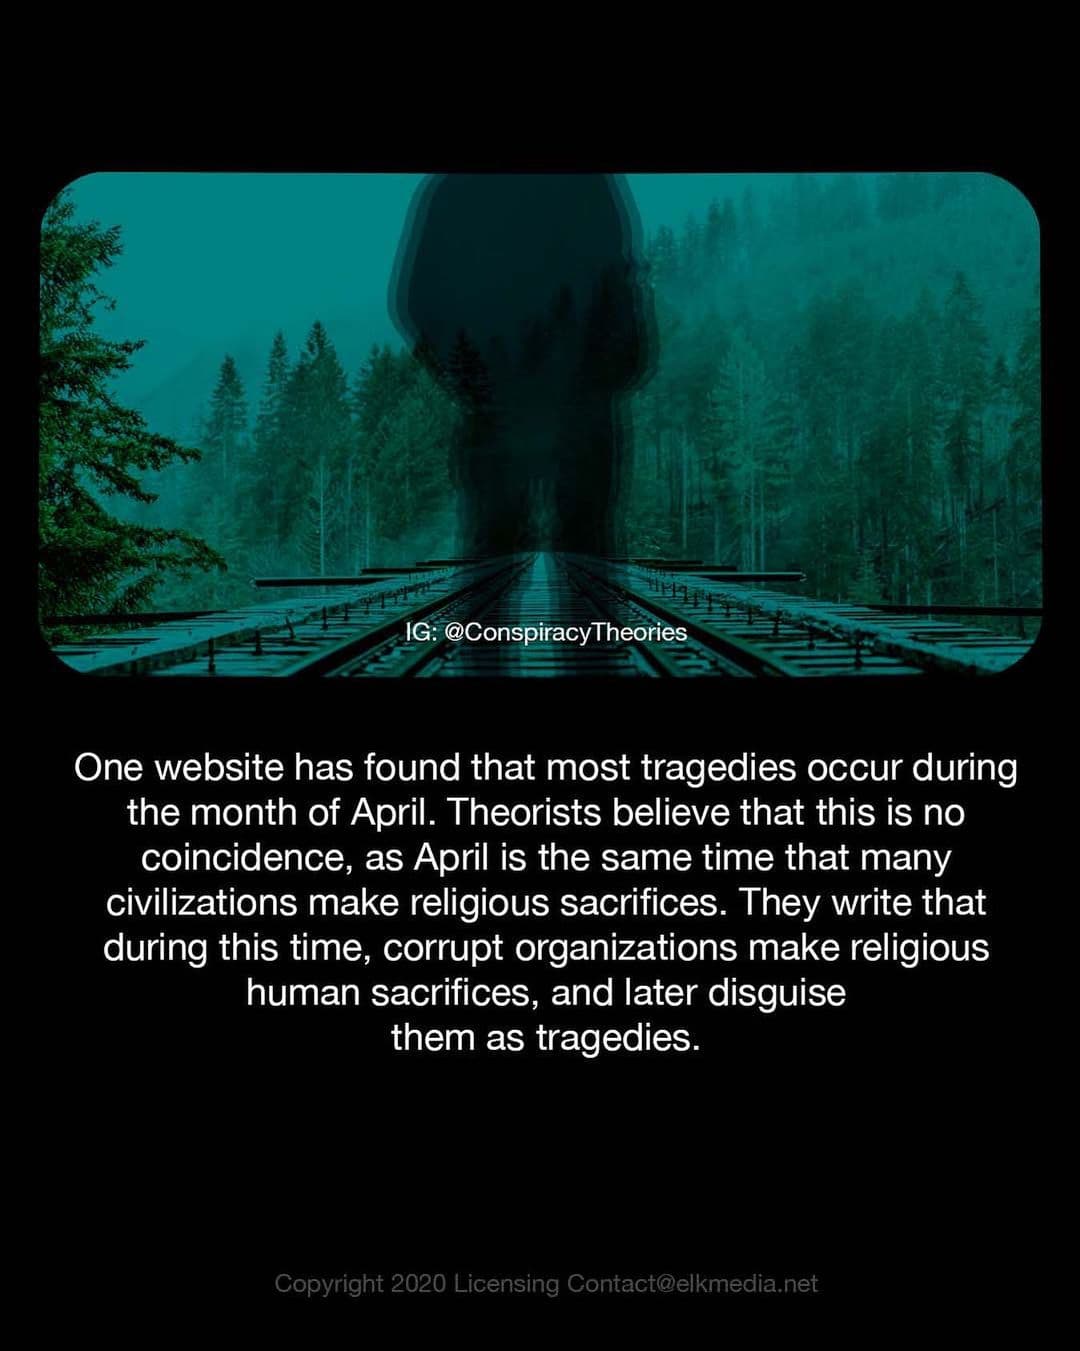 IG: @ConspiracyTheories
One website has found that most tragedies occur during
the month of April. Theorists believe that this is no
coincidence, as April is the same time that many
civilizations make religious sacrifices. They write that
during this time, corrupt organizations make religious
human sacrifices, and later disguise
them as tragedies.
Copyright 2020 Licensing Contact@elkmedia.net